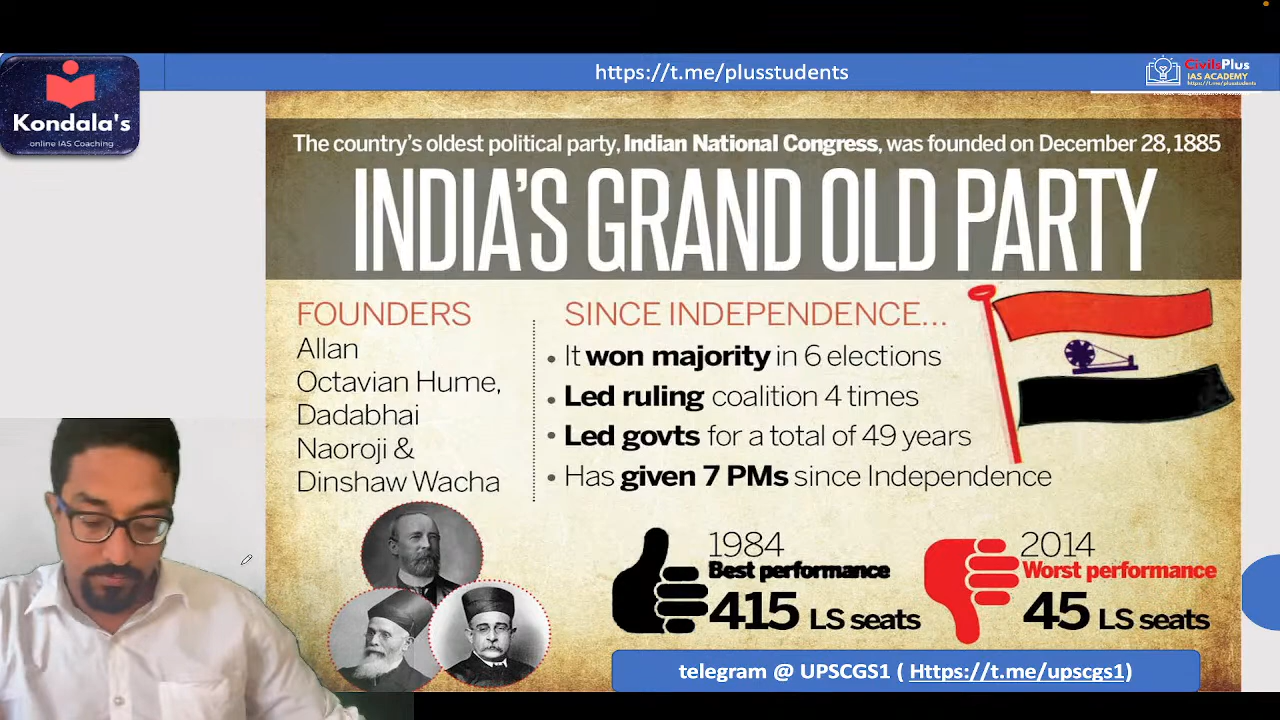 https://t.me/plusstudents
CivilsPlus
IAS ACADEMY
https://t.me/plusstudents
Kondala's
online IAS Coaching
The country's oldest political party, Indian National Congress, was founded on December 28, 1885
INDIA'S GRAND OLD PARTY
FOUNDERS
Allan
Octavian Hume,
Dadabhai
Naoroji &
Dinshaw Wacha
SINCE INDEPENDENCE...
• It won majority in 6 elections
• Led ruling coalition 4 times
• Led govts for a total of 49 years
• Has given 7 PMs since Independence
1984
Best performance
415 LS seats
2014
Worst performance
45 LS seats
telegram @ UPSCGS1 ( Https://t.me/upscgs1)